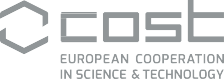 cost
EUROPEAN COOPERATION
IN SCIENCE & TECHNOLOGY